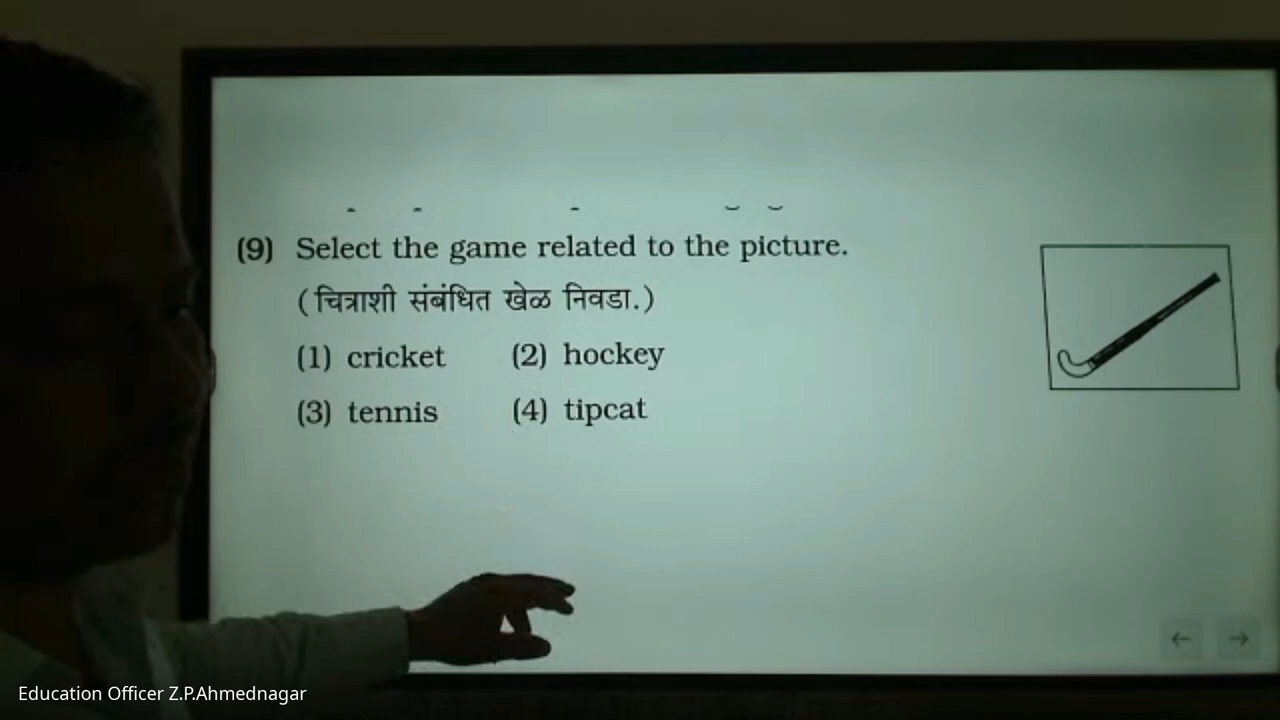 (9) Select the game related to the picture.
(चित्राशी संबंधित खेळ निवडा.)
(1) cricket (2) hockey
(3) tennis (4) tipcat
Education Officer Z.P.Ahmednagar